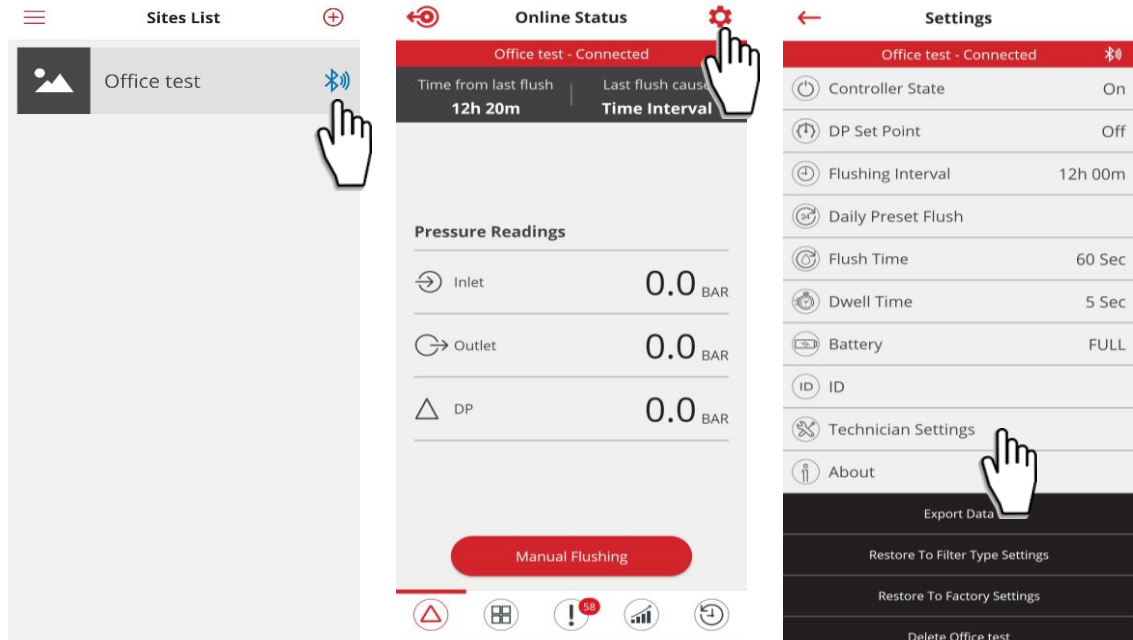 Sites List
Office test
Online Status
Office test - Connected
Time from last flush
12h 20m
Last flush cause
Time Interval
Pressure Readings
Inlet
0.0 BAR
Outlet
0.0 BAR
DP
0.0 BAR
Manual Flushing
58
Settings
Office test - Connected
Controller State On
DP Set Point Off
Flushing Interval 12h 00m
24
Daily Preset Flush
Flush Time 60 Sec
Dwell Time 5 Sec
Battery FULL
ID ID
Technician Settings
About
Export Data
Restore To Filter Type Settings
Restore To Factory Settings
Delete Office test